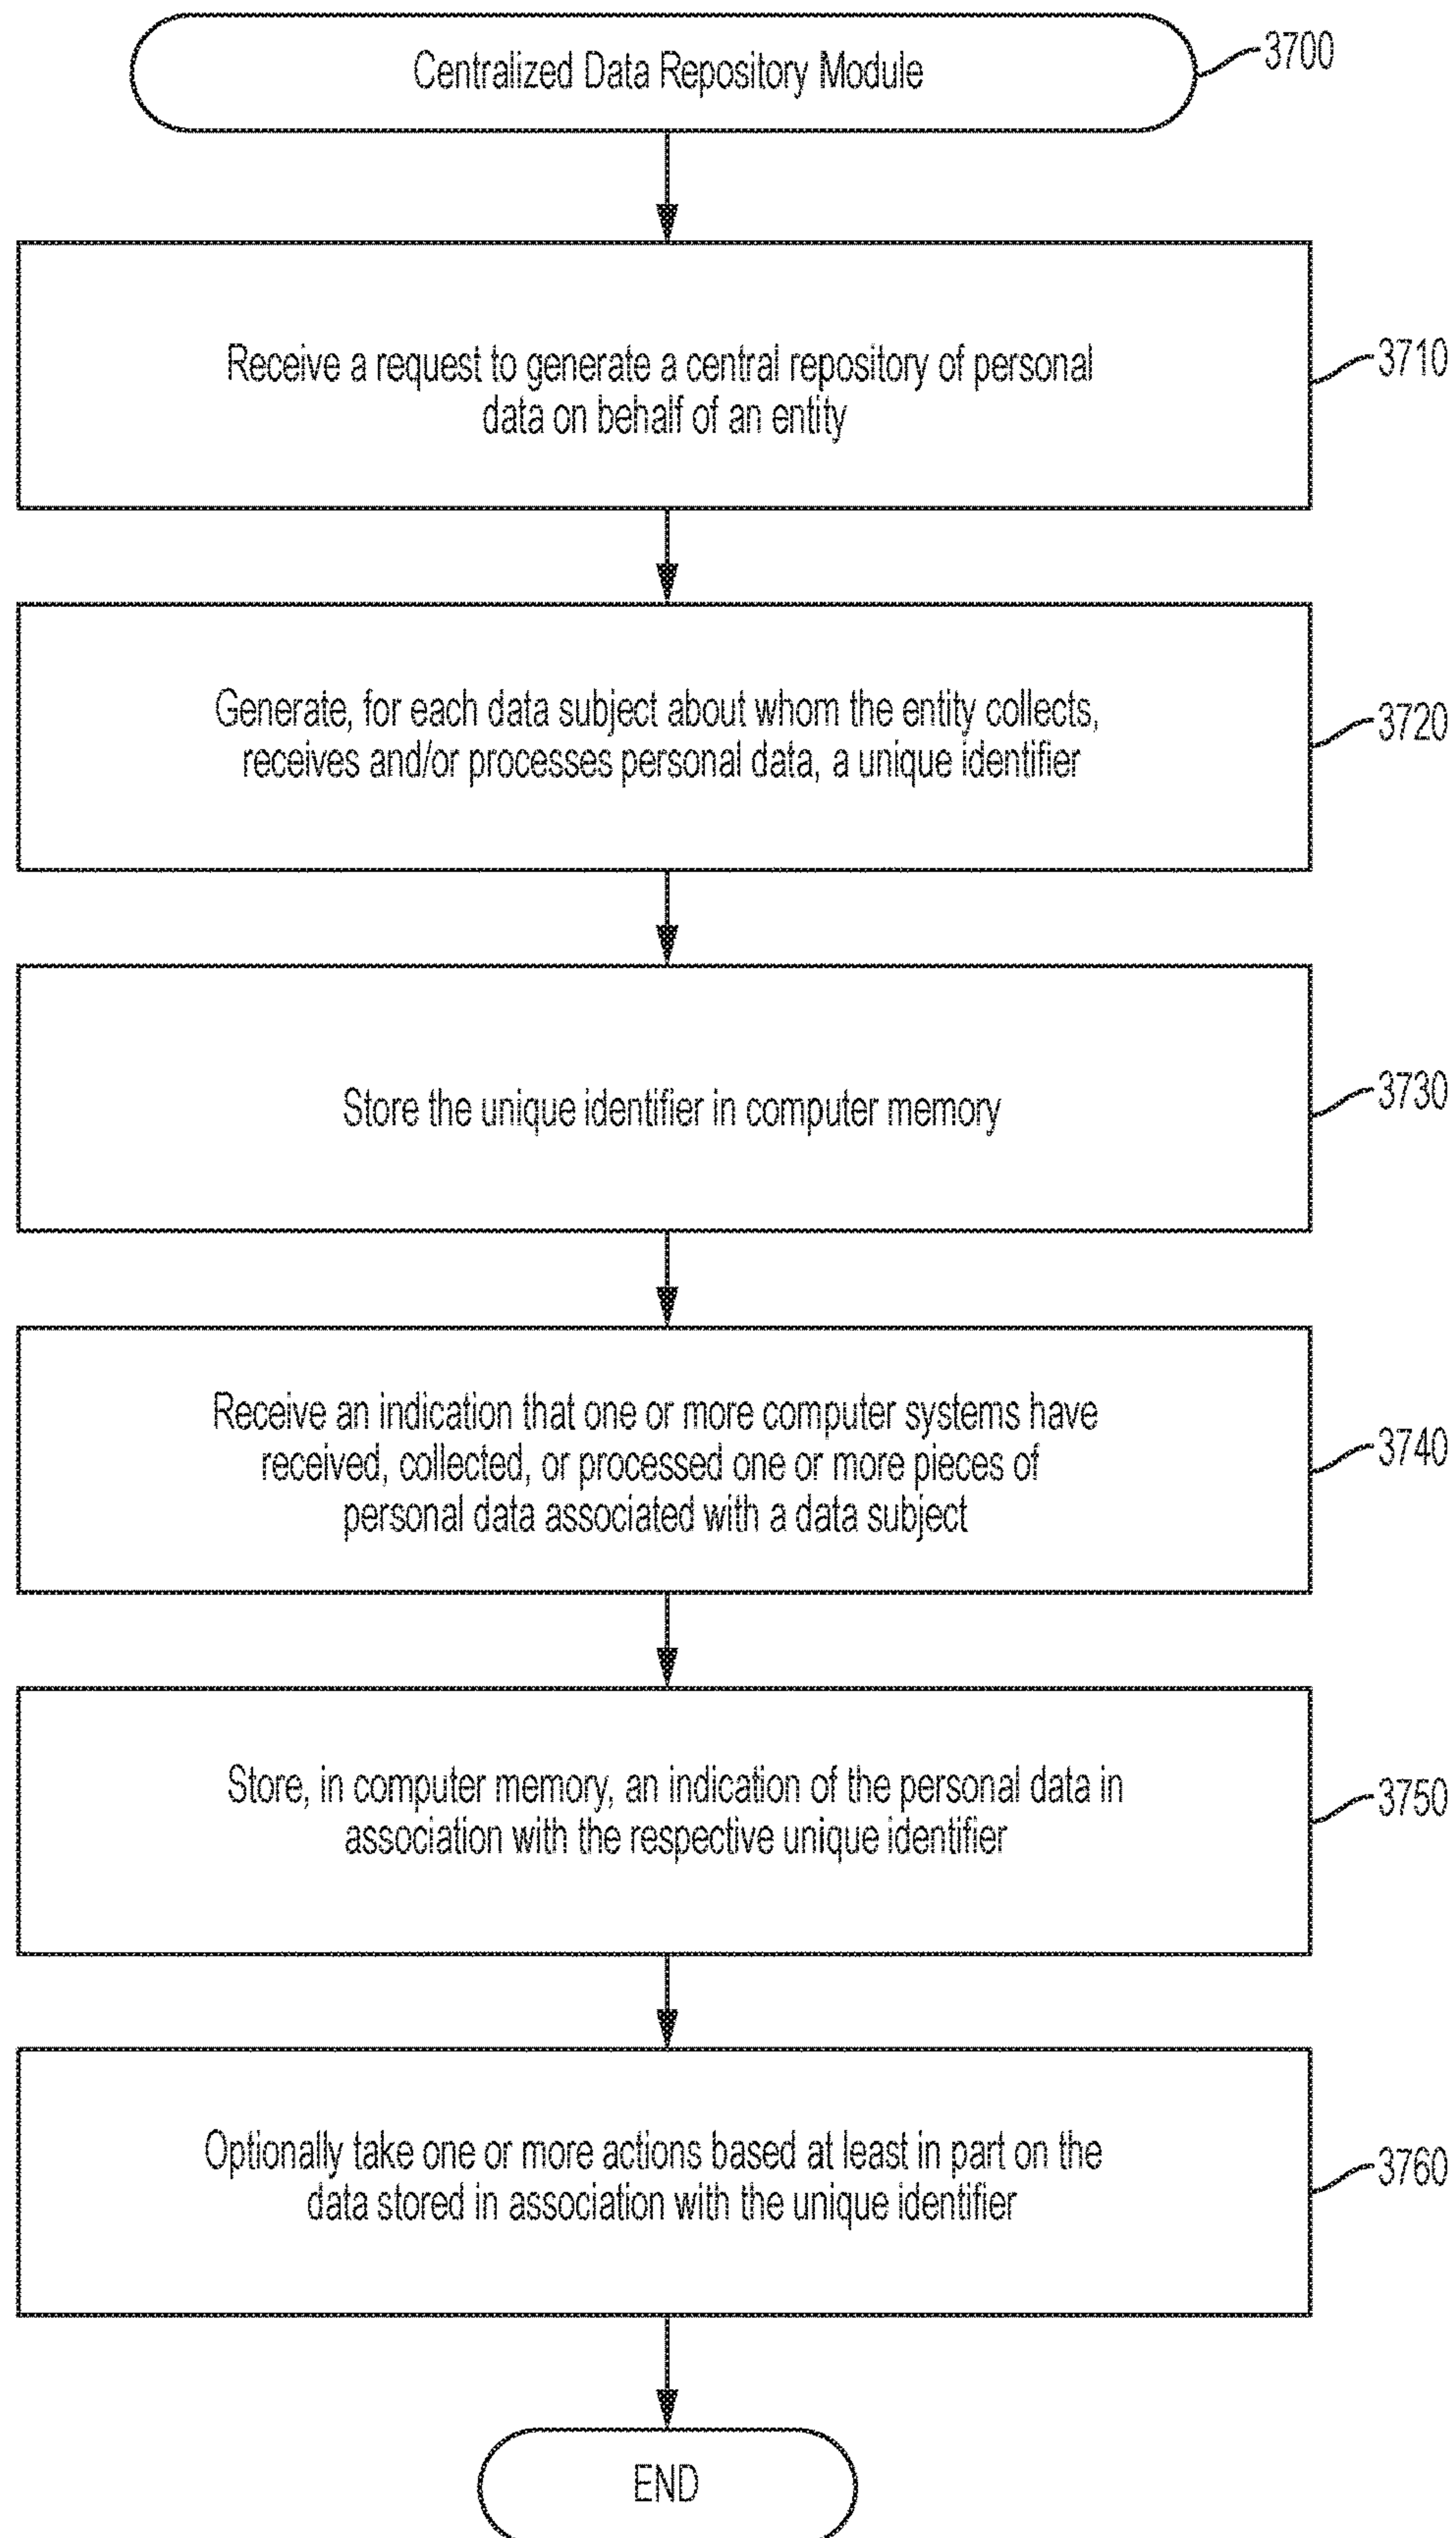 Centralized Data Repository Module
3700
Receive a request to generate a central repository of personal
data on behalf of an entity
3710
Generate, for each data subject about whom the entity collects,
receives and/or processes personal data, a unique identifier
3720
Store the unique identifier in computer memory
3730
Receive an indication that one or more computer systems have
received, collected, or processed one or more pieces of
personal data associated with a data subject
3740
Store, in computer memory, an indication of the personal data in
association with the respective unique identifier
3750
Optionally take one or more actions based at least in part on the
data stored in association with the unique identifier
3760
END